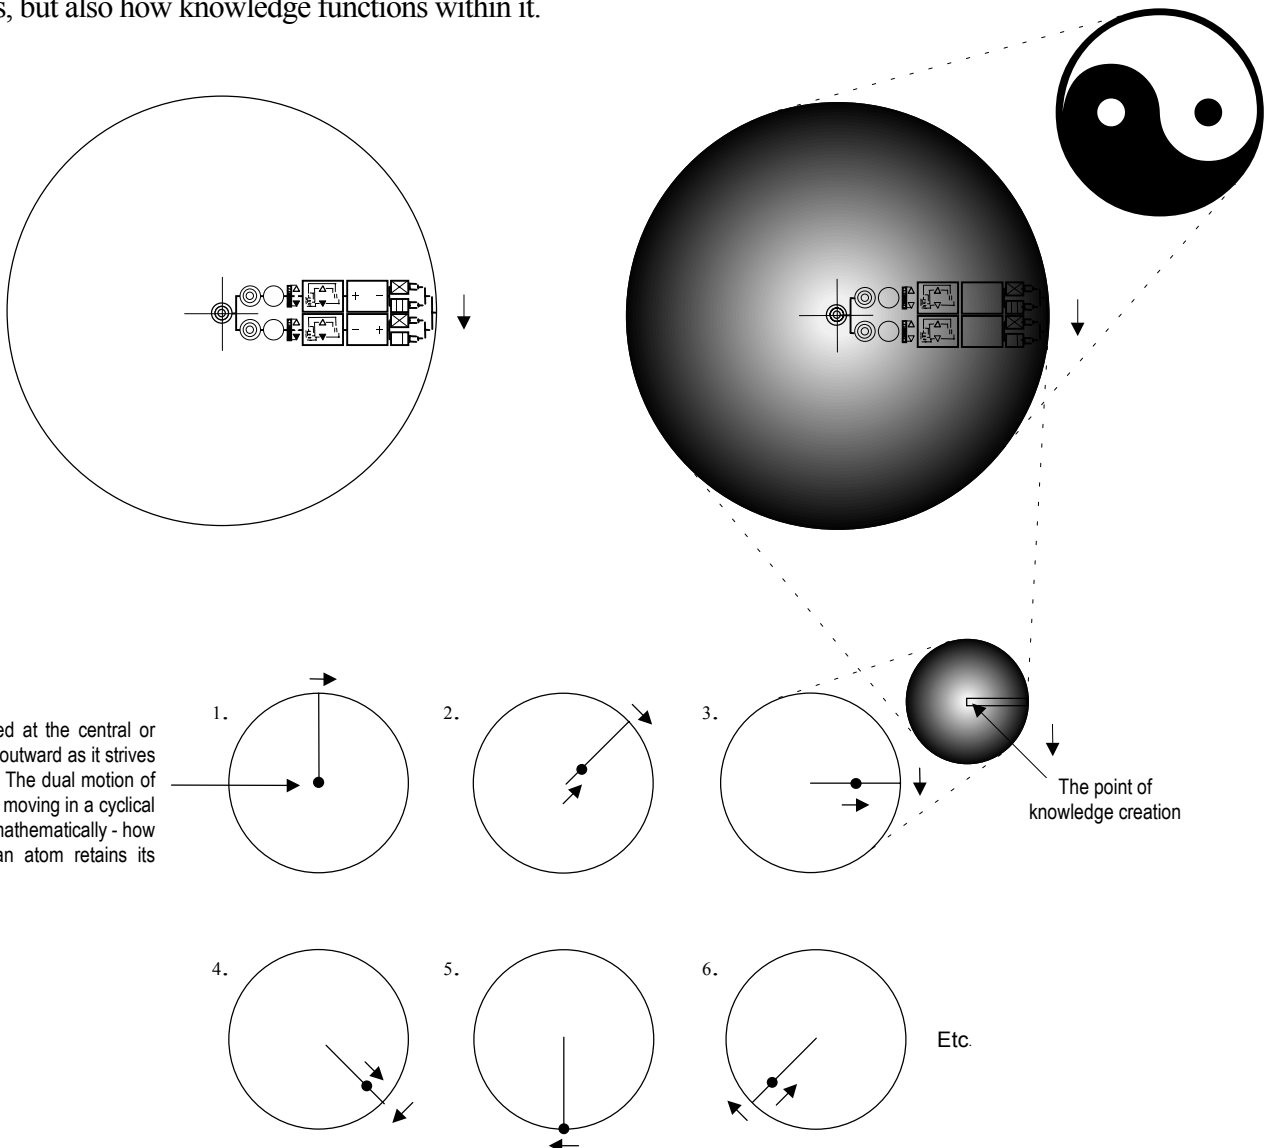 s, but also how knowledge functions within it.
1.
2.
3.
ed at the central or
outward as it strives
The dual motion of
moving in a cyclical
mathematically - how
an atom retains its
The point of
knowledge creation
4.
5.
6.
Etc.